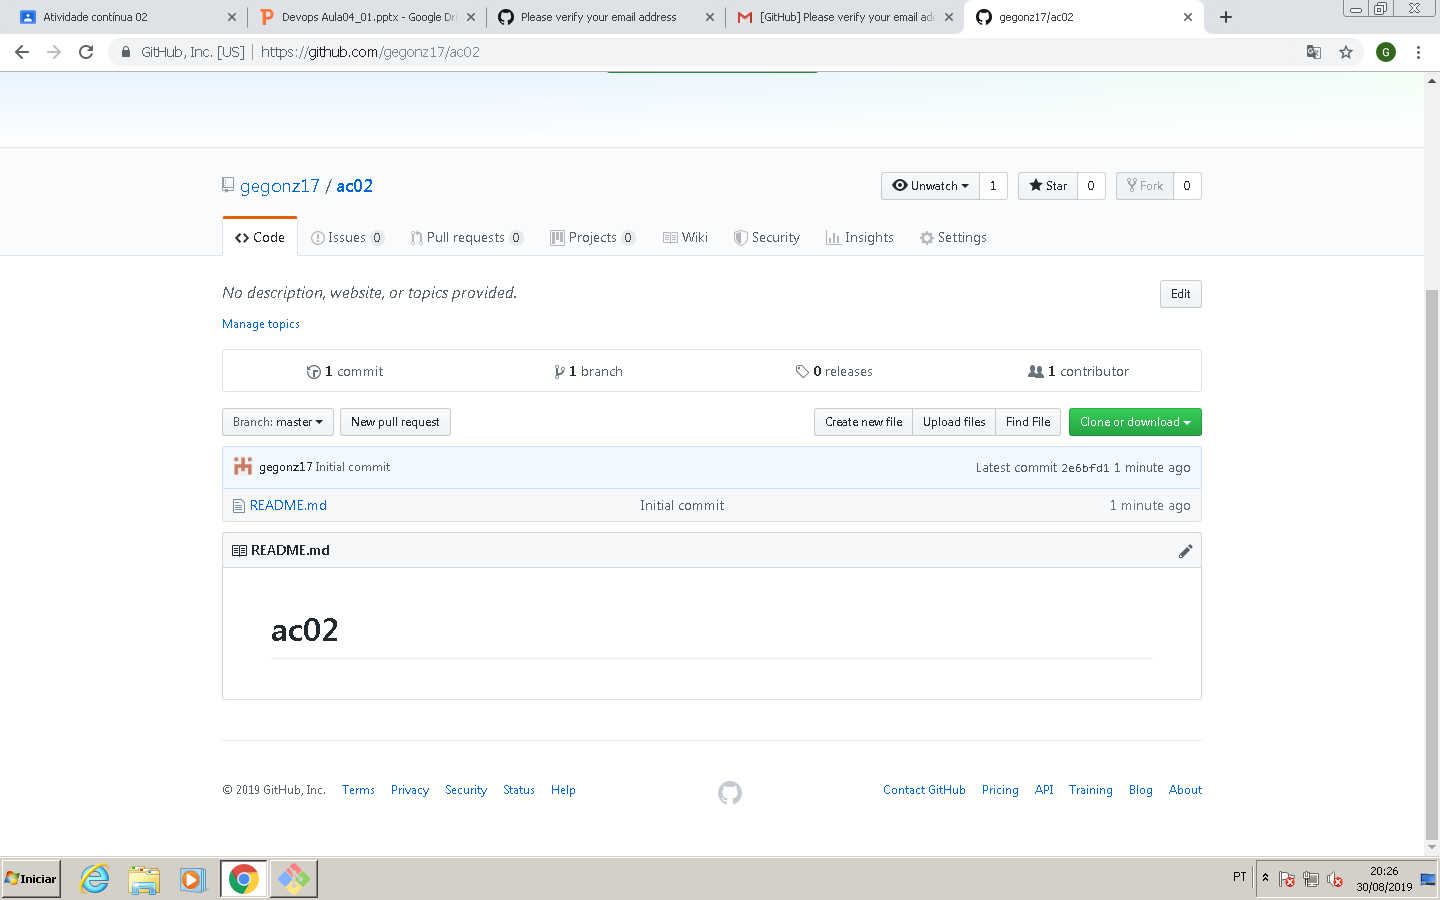 Atividade contínua 02
Devops Aula04_01.pptx - Google Dri
Please verify your email address
[GitHub] Please verify your email add
gegonz17/ac02
GitHub, Inc. [US] | https://github.com/gegonz17/ac02
G
gegonz17 / ac02
Unwatch 1 Star 0 Fork 0
Code Issues 0 Pull requests 0 Projects 0 Wiki Security Insights Settings
No description, website, or topics provided. Edit
Manage topics
1 commit 1 branch 0 releases 1 contributor
Branch: master New pull request Create new file Upload files Find File Clone or download
gegonz17 Initial commit Latest commit 2e6bfd1 1 minute ago
README.md Initial commit 1 minute ago
README.md
ac02
© 2019 GitHub, Inc. Terms Privacy Security Status Help Contact GitHub Pricing API Training Blog About
Iniciar PT 20:26
30/08/2019